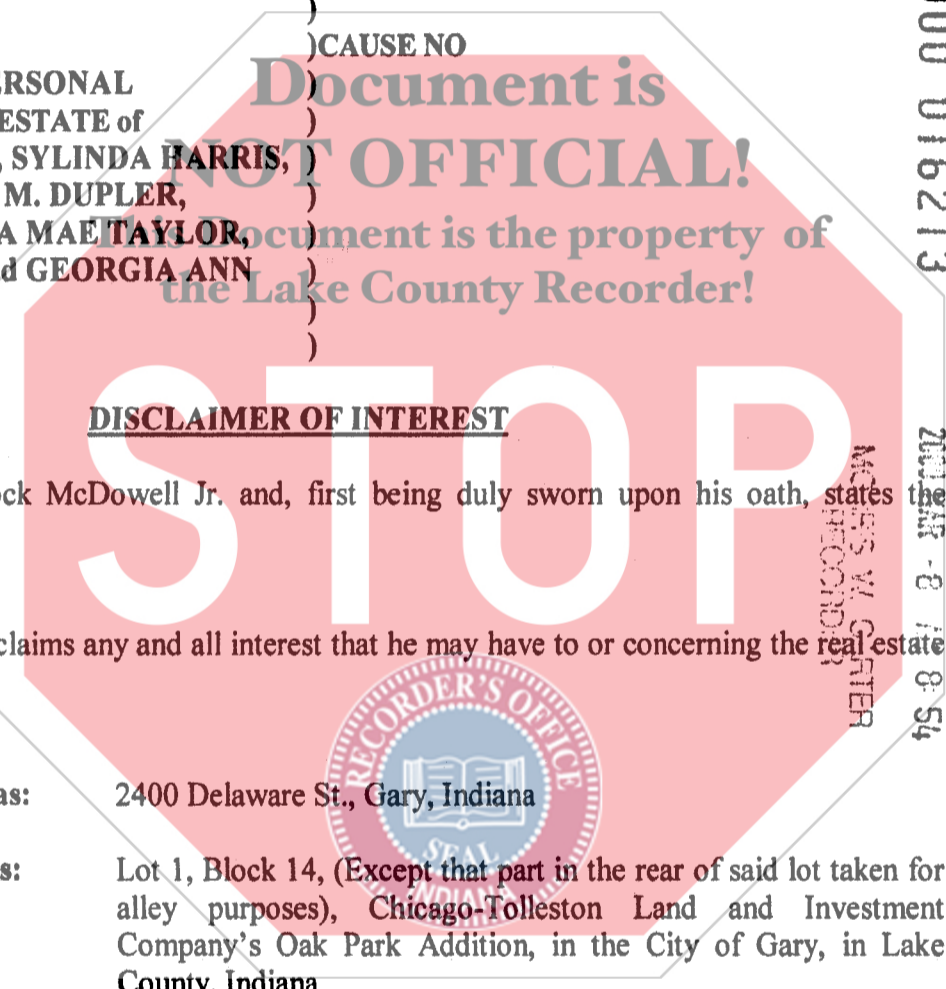 )
)CAUSE NO
ERSONAL )
ESTATE of )
, SYLINDA HARRIS, )
M. DUPLER, )
A MAE TAYLOR, )
d GEORGIA ANN )
)
)
Document is
NOT OFFICIAL!
This Document is the property of
the Lake County Recorder!
STOP
DISCLAIMER OF INTEREST
ck McDowell Jr. and, first being duly sworn upon his oath, states the
claims any and all interest that he may have to or concerning the real estate
as: 2400 Delaware St., Gary, Indiana
s: Lot 1, Block 14, (Except that part in the rear of said lot taken for
alley purposes), Chicago-Tolleston Land and Investment
Company's Oak Park Addition, in the City of Gary, in Lake
County, Indiana
RECORDER'S OFFICE
SEAL
INDIANA
016213
8:54
RECORDER